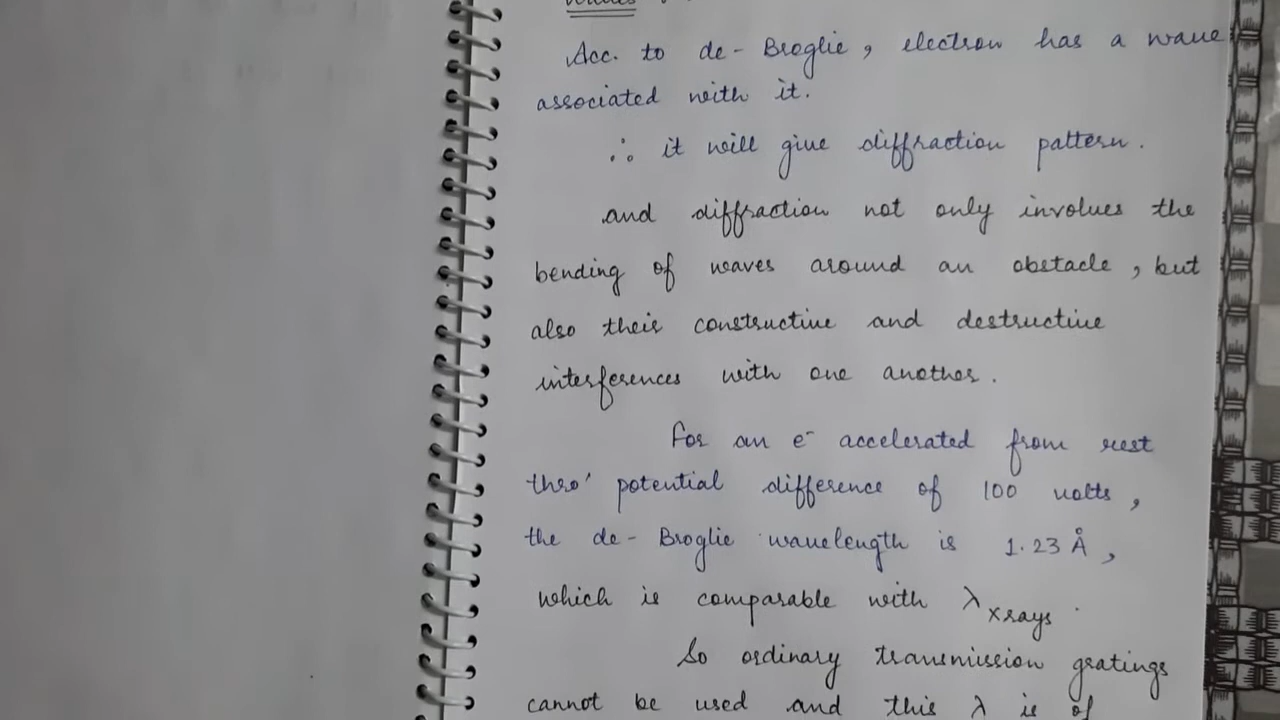 Acc. to de-Broglie, electron has a wave
associated with it.
∴ it will give diffraction pattern.
and diffraction not only involves the
bending of waves around an obstacle, but
also their constructive and destructive
interferences with one another.
For an e⁻ accelerated from rest
thro' potential difference of 100 volts,
the de-Broglie wavelength is 1.23 Å,
which is comparable with λ xrays.
So ordinary transmission gratings
cannot be used and this λ is of